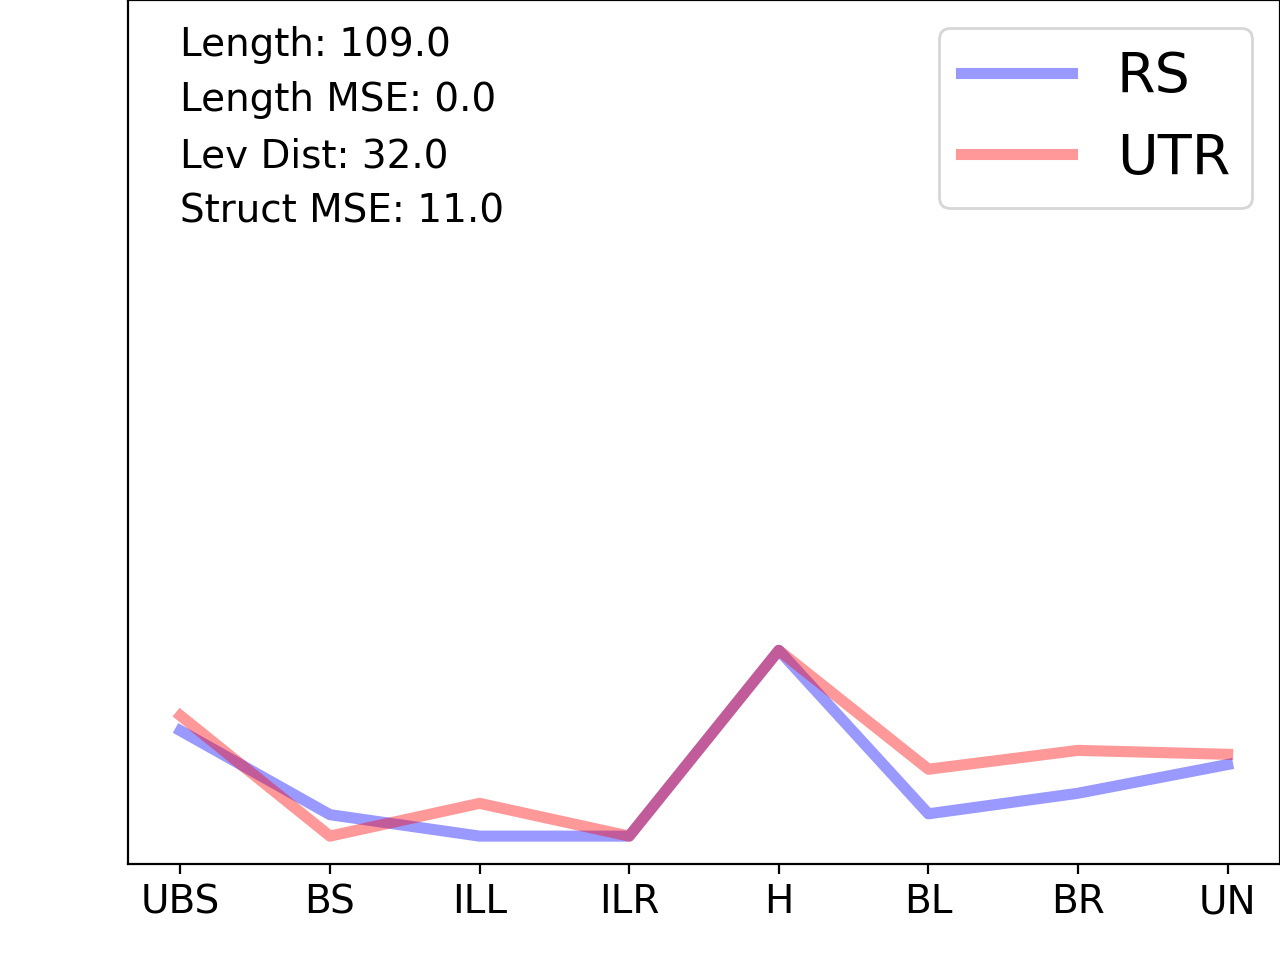 Length: 109.0
Length MSE: 0.0
Lev Dist: 32.0
Struct MSE: 11.0
RS
UTR
UBS BS ILL ILR H BL BR UN